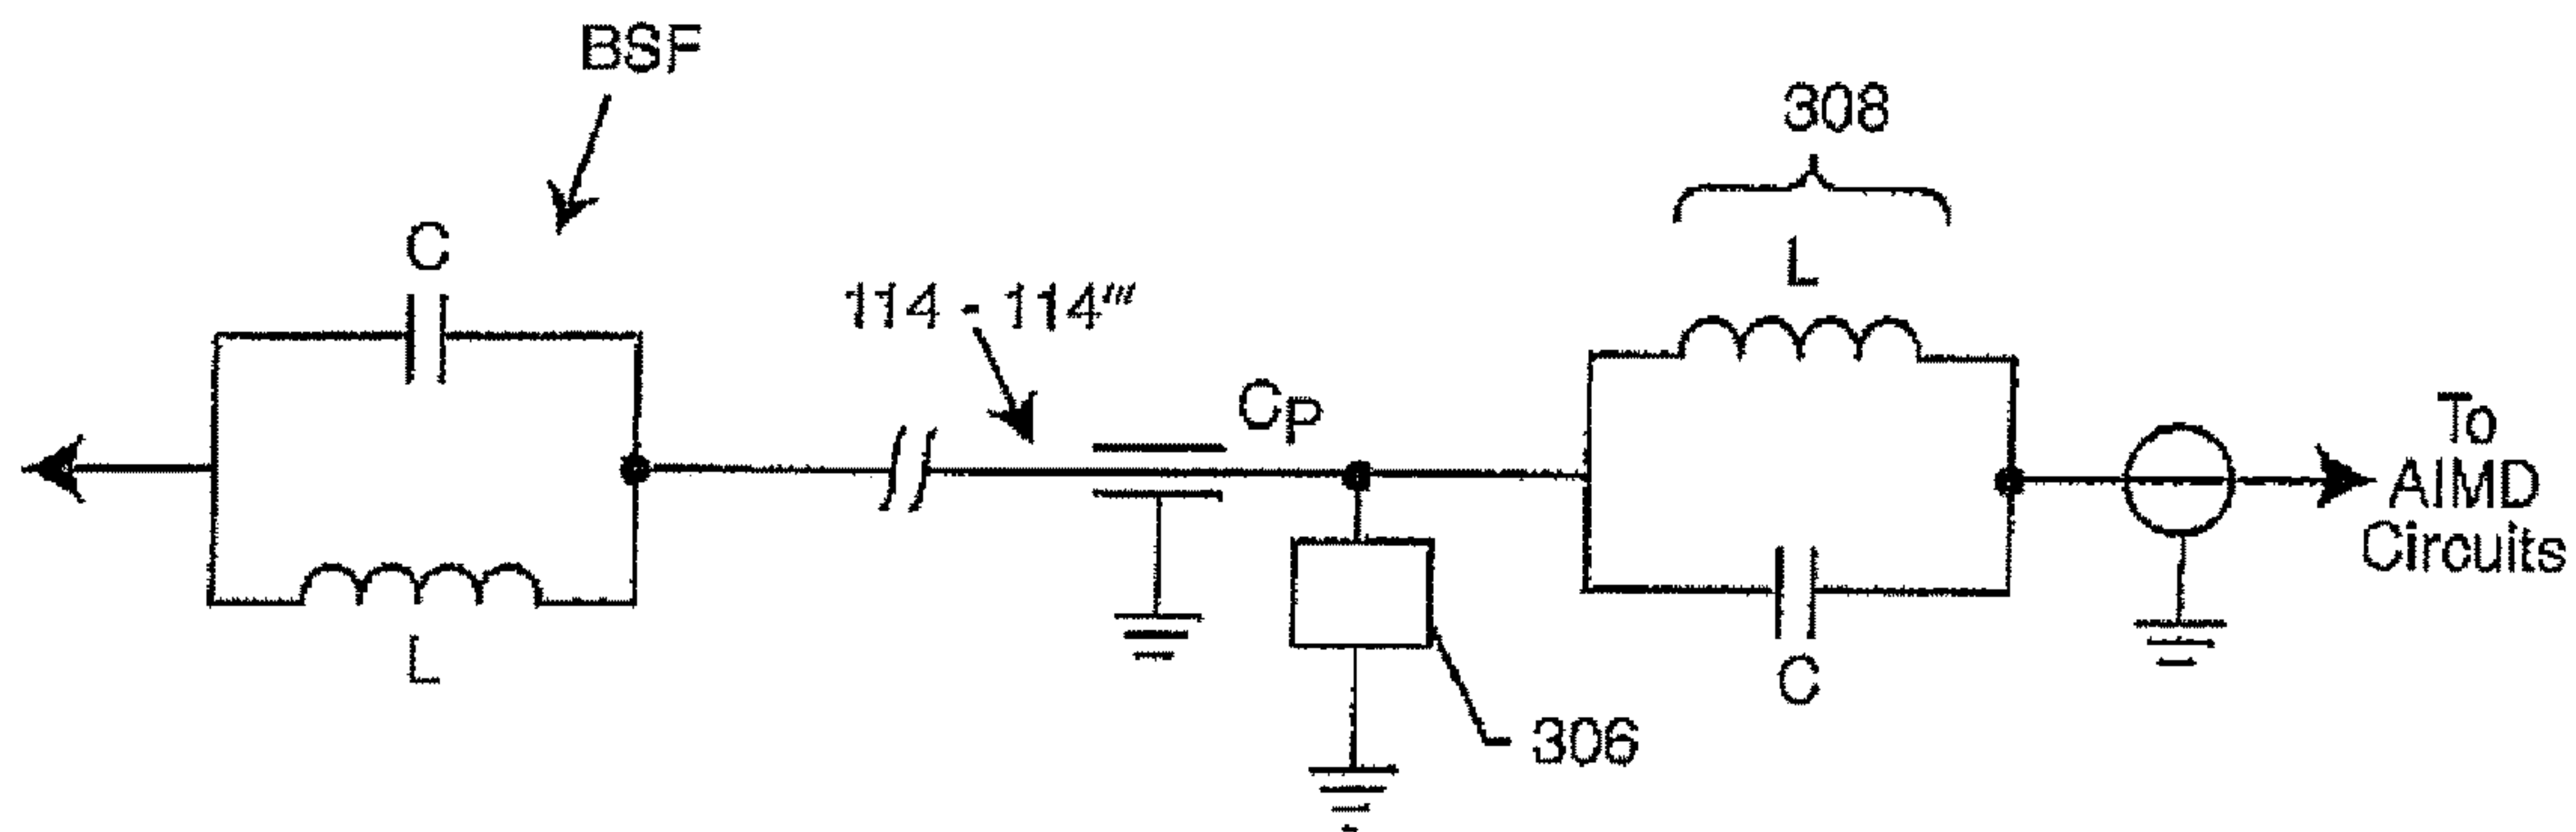 BSF
308
C
L
114 - 114‴
CP
To
AIMD
Circuits
L
C
306